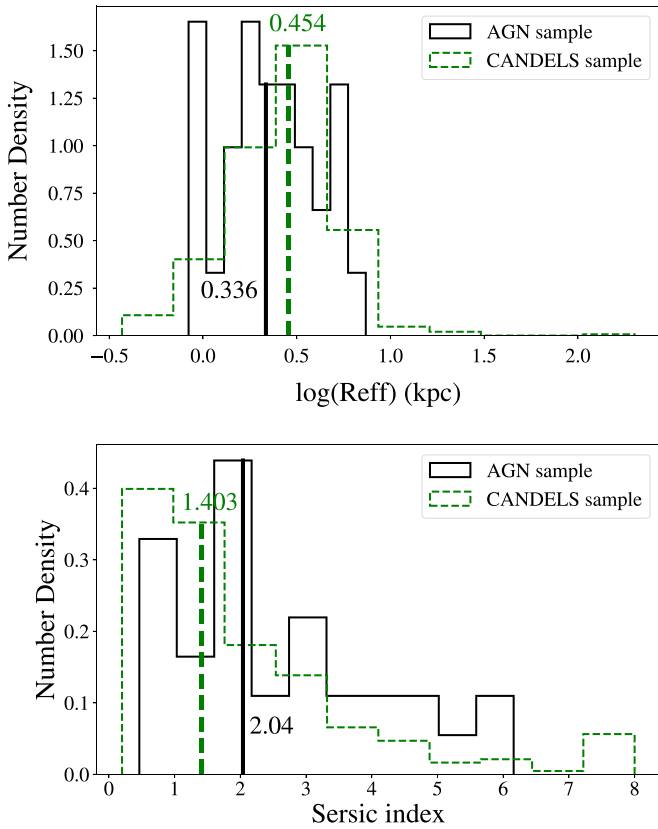 0.454
AGN sample
CANDELS sample
1.50
1.25
1.00
0.75
0.50
0.25
0.00
Number Density
0.336
−0.5 0.0 0.5 1.0 1.5 2.0
log(Reff) (kpc)
AGN sample
CANDELS sample
0.4
0.3
0.2
0.1
0.0
Number Density
1.403
2.04
0 1 2 3 4 5 6 7 8
Sersic index